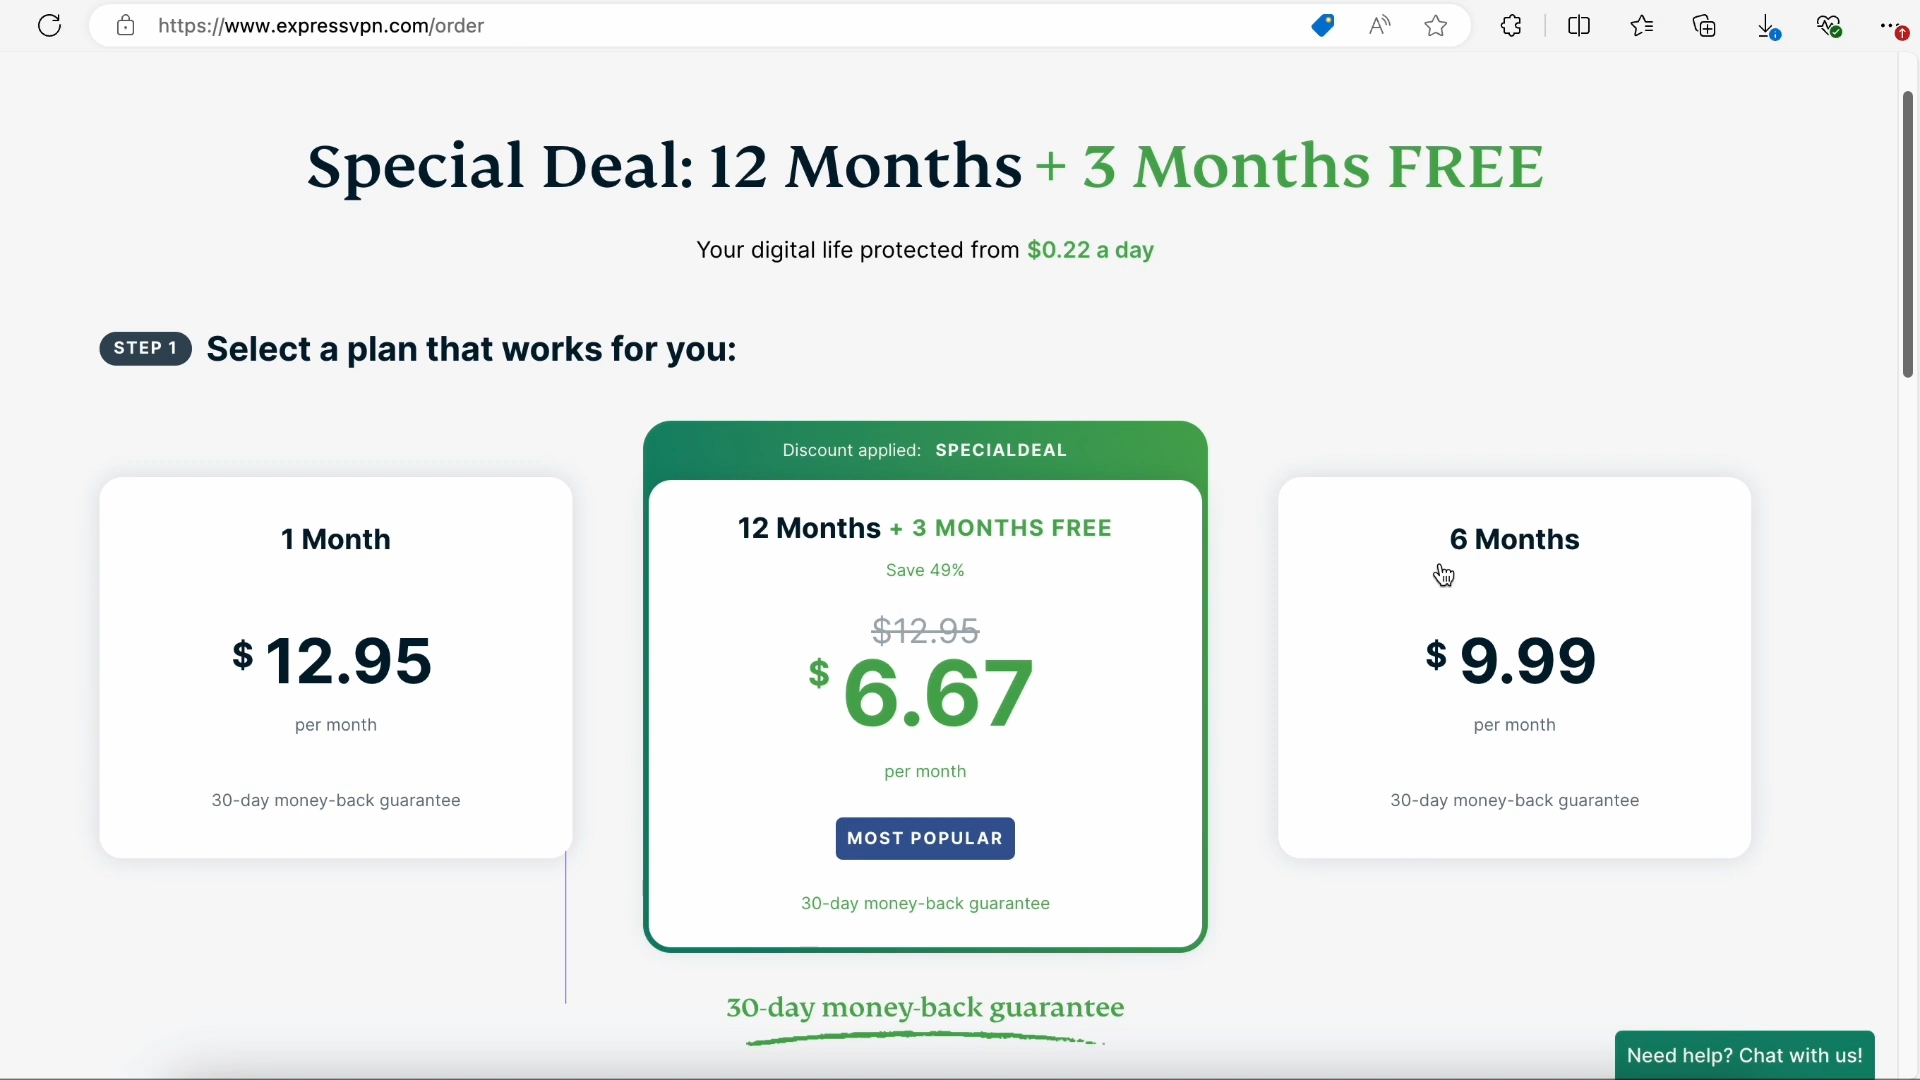 https://www.expressvpn.com/order
Special Deal: 12 Months + 3 Months FREE
Your digital life protected from $0.22 a day
STEP 1 Select a plan that works for you:
1 Month
$12.95
per month
30-day money-back guarantee
Discount applied: SPECIALDEAL
12 Months + 3 MONTHS FREE
Save 49%
$12.95
$6.67
per month
MOST POPULAR
30-day money-back guarantee
6 Months
$9.99
per month
30-day money-back guarantee
30-day money-back guarantee
Need help? Chat with us!